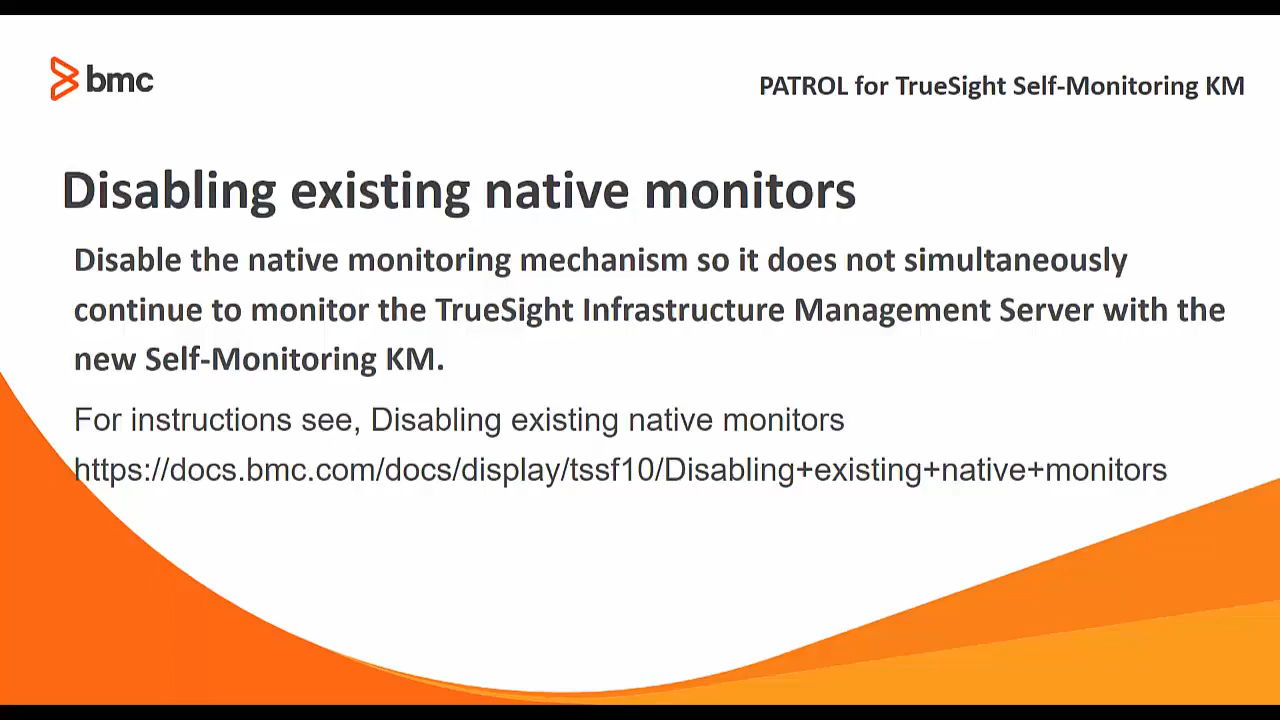 bmc
PATROL for TrueSight Self-Monitoring KM
Disabling existing native monitors
Disable the native monitoring mechanism so it does not simultaneously
continue to monitor the TrueSight Infrastructure Management Server with the
new Self-Monitoring KM.
For instructions see, Disabling existing native monitors
https://docs.bmc.com/docs/display/tssf10/Disabling+existing+native+monitors